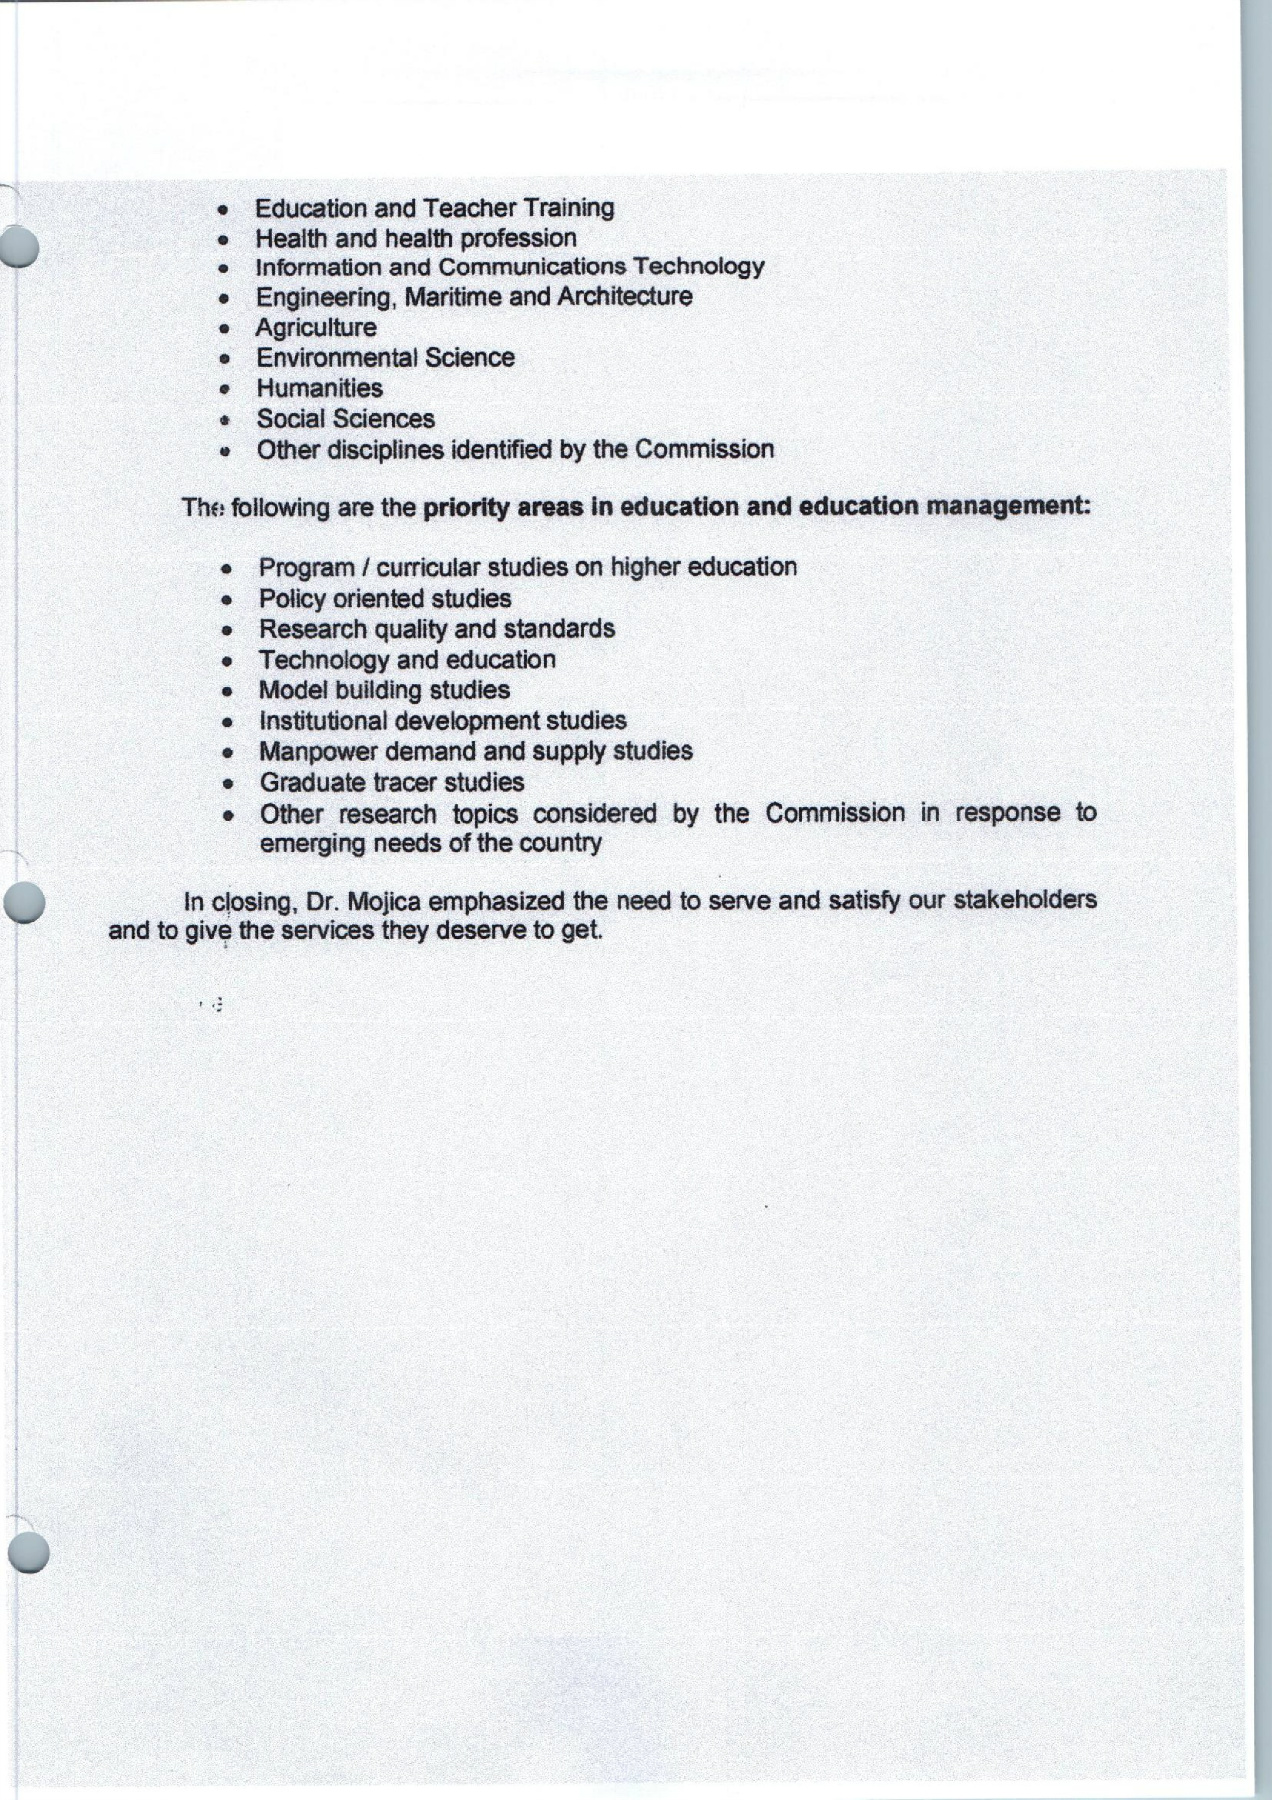 • Education and Teacher Training
• Health and health profession
• Information and Communications Technology
• Engineering, Maritime and Architecture
• Agriculture
• Environmental Science
• Humanities
• Social Sciences
• Other disciplines identified by the Commission
The following are the priority areas in education and education management:
• Program / curricular studies on higher education
• Policy oriented studies
• Research quality and standards
• Technology and education
• Model building studies
• Institutional development studies
• Manpower demand and supply studies
• Graduate tracer studies
• Other research topics considered by the Commission in response to
emerging needs of the country
In closing, Dr. Mojica emphasized the need to serve and satisfy our stakeholders
and to give the services they deserve to get.